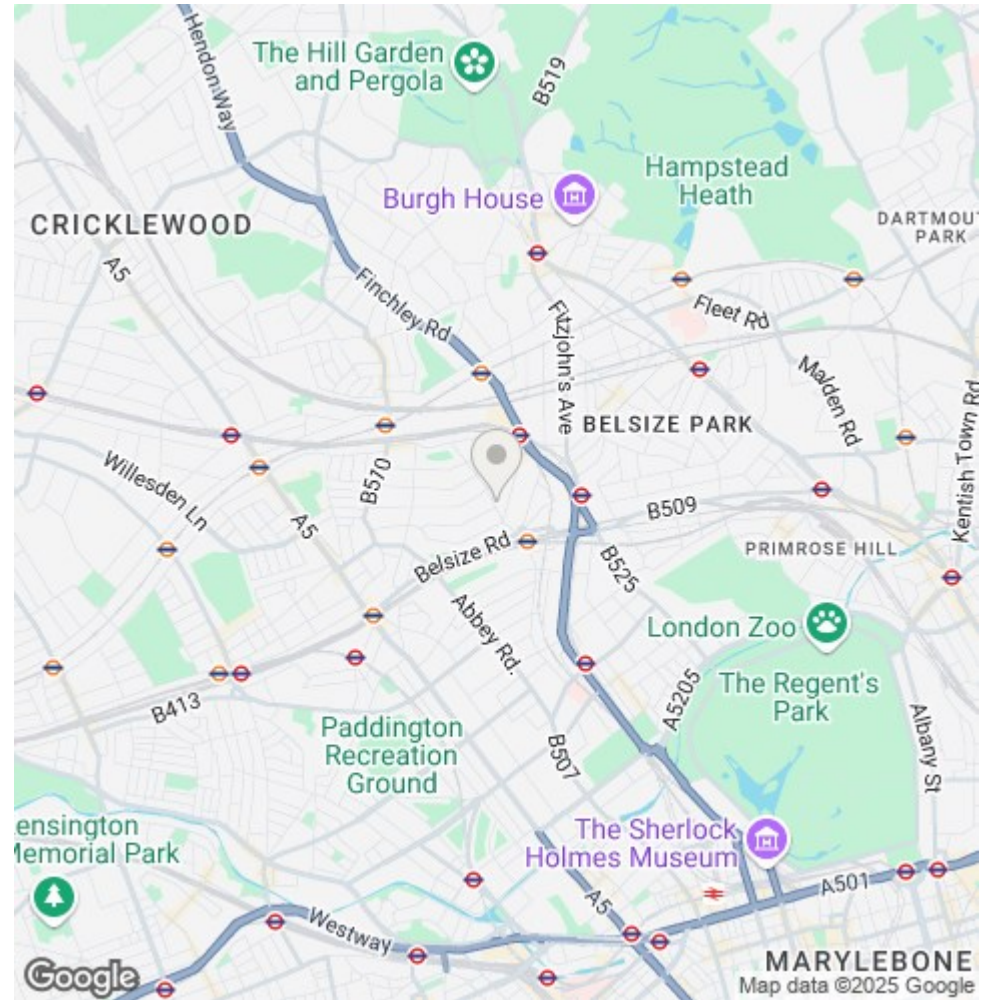 Hendon Way
The Hill Garden
and Pergola
B519
Hampstead
Heath
Burgh House
CRICKLEWOOD
DARTMOU
PARK
A5
Finchley Rd
Fitzjohn's Ave
Fleet Rd
Malden Rd
BELSIZE PARK
Kentish Town Rd
Willesden Ln
B510
A5
B509
Belsize Rd
B525
PRIMROSE HILL
Abbey Rd.
London Zoo
The Regent's
Park
A5205
B413
Paddington
Recreation
Ground
B507
Albany St
ensington
Memorial Park
The Sherlock
Holmes Museum
A5
A501
Westway
MARYLEBONE
Google
Map data ©2025 Google